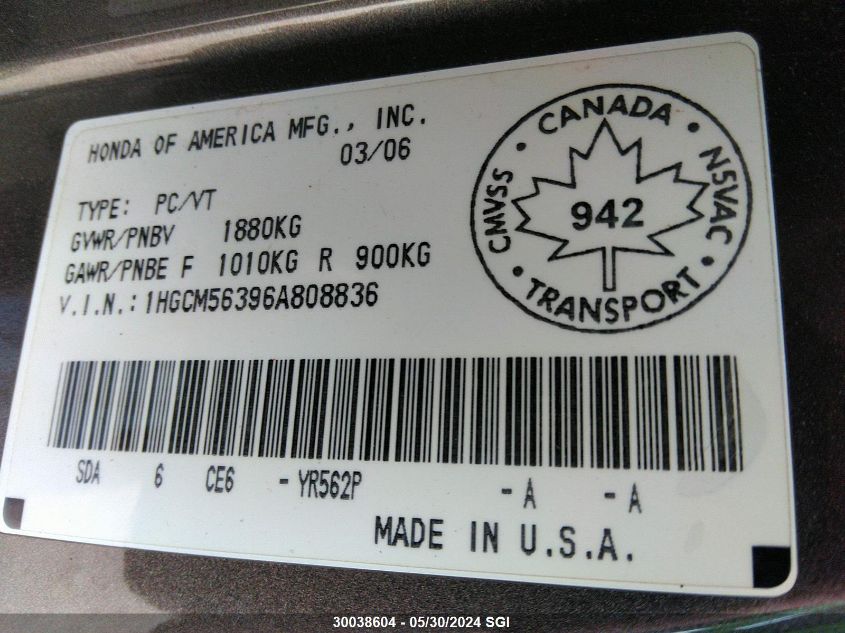 HONDA OF AMERICA MFG., INC.
03/06
TYPE: PC/VT
GVWR/PNBV 1880KG
GAWR/PNBE F 1010KG R 900KG
V.I.N.: 1HGCM56396A808836
CANADA
CMVSS
942
NSVAC
TRANSPORT
SDA 6 CE6 - YR562P - A - A
MADE IN U.S.A.
30038604 - 05/30/2024 SGI